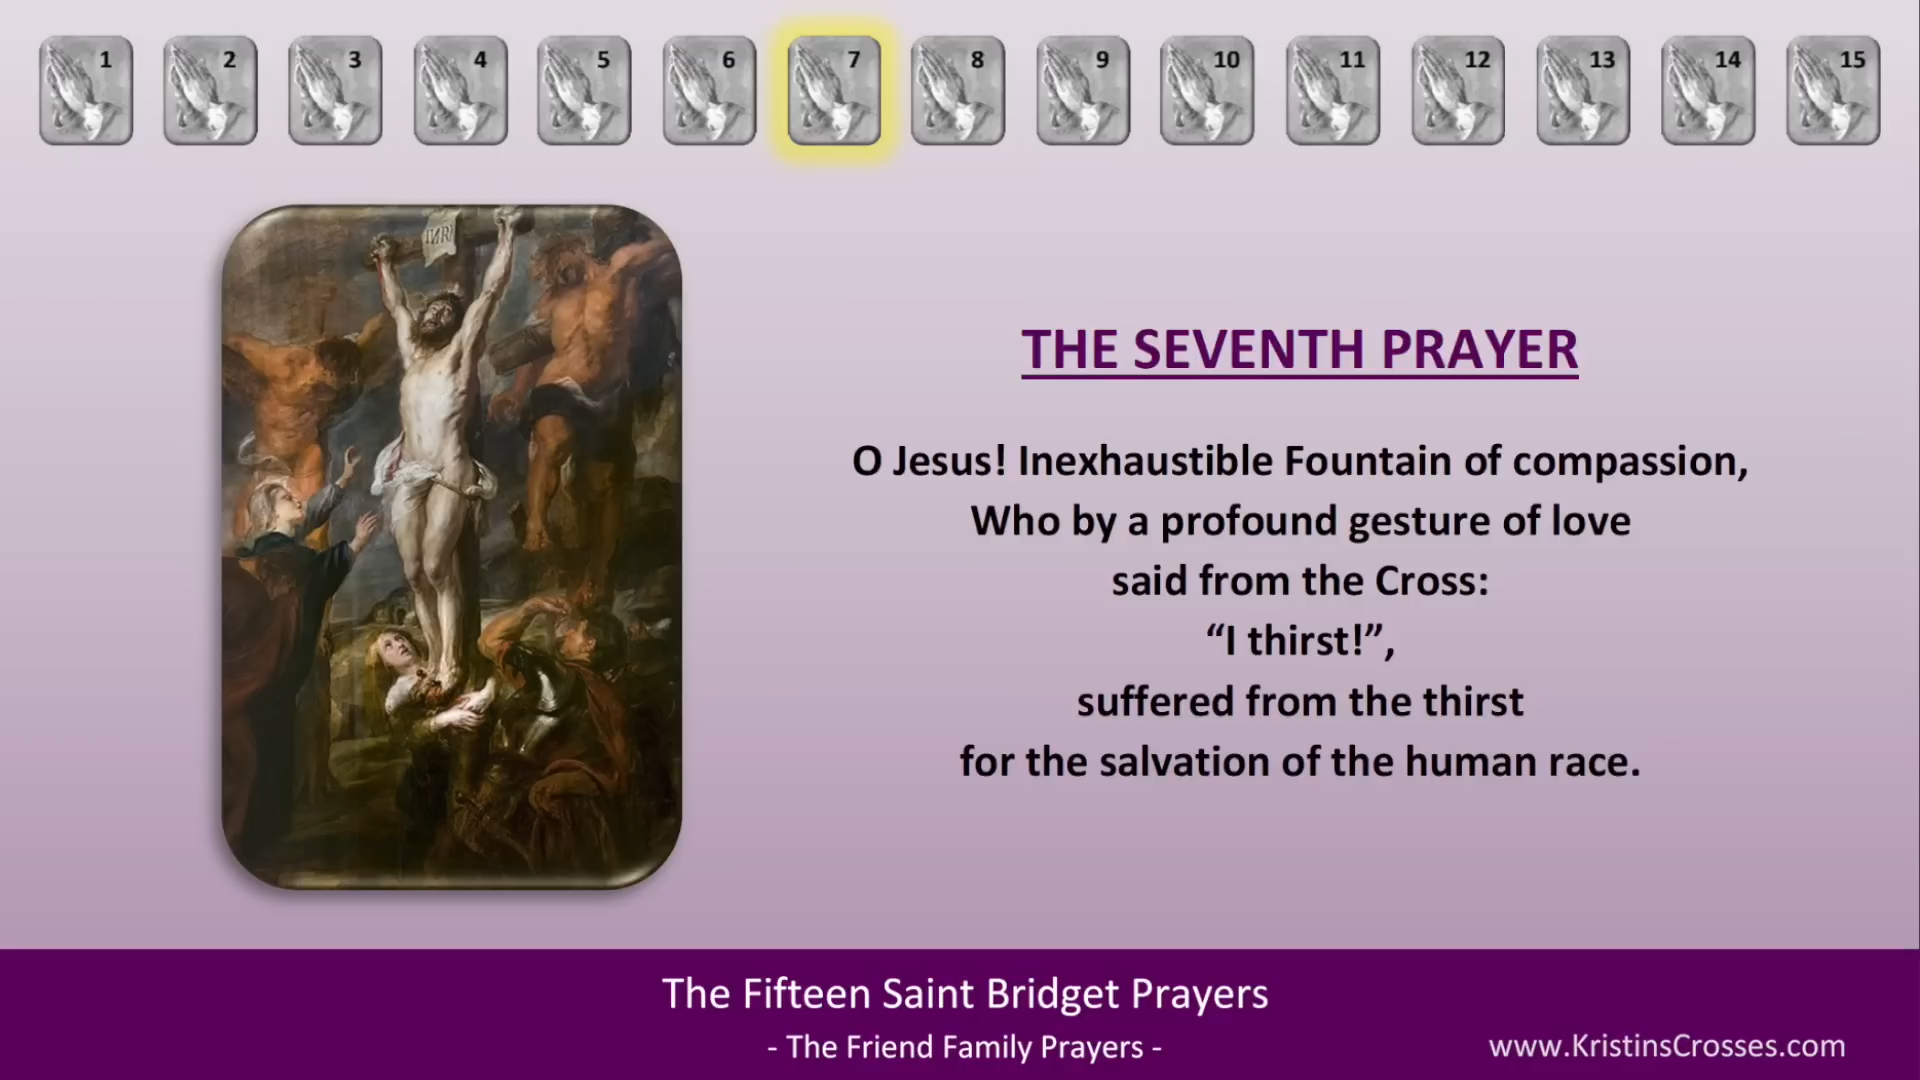 1 2 3 4 5 6 7 8 9 10 11 12 13 14 15
INRI
THE SEVENTH PRAYER
O Jesus! Inexhaustible Fountain of compassion,
Who by a profound gesture of love
said from the Cross:
“I thirst!”,
suffered from the thirst
for the salvation of the human race.
The Fifteen Saint Bridget Prayers
- The Friend Family Prayers -
www.KristinsCrosses.com